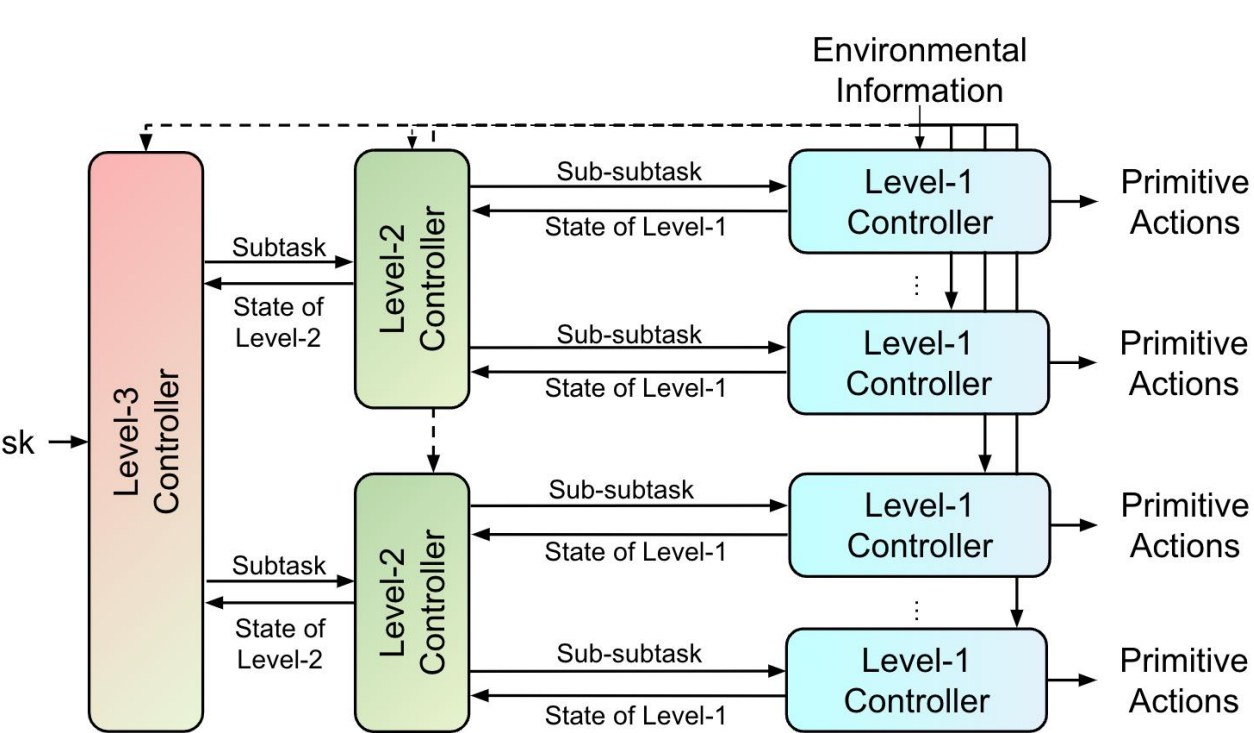 Environmental
Information
Sub-subtask
State of Level-1
Level-1
Controller
Primitive
Actions
Subtask
State of
Level-2
Level-2
Controller
...
Sub-subtask
State of Level-1
Level-1
Controller
Primitive
Actions
sk
Level-3
Controller
Sub-subtask
State of Level-1
Level-1
Controller
Primitive
Actions
Subtask
State of
Level-2
Level-2
Controller
...
Sub-subtask
State of Level-1
Level-1
Controller
Primitive
Actions